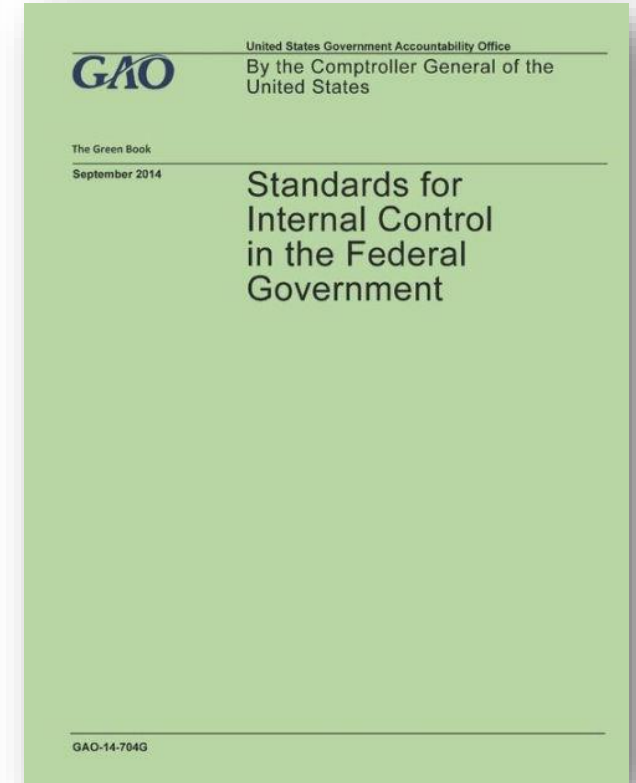 United States Government Accountability Office
GAO
By the Comptroller General of the
United States
The Green Book
September 2014
Standards for
Internal Control
in the Federal
Government
GAO-14-704G